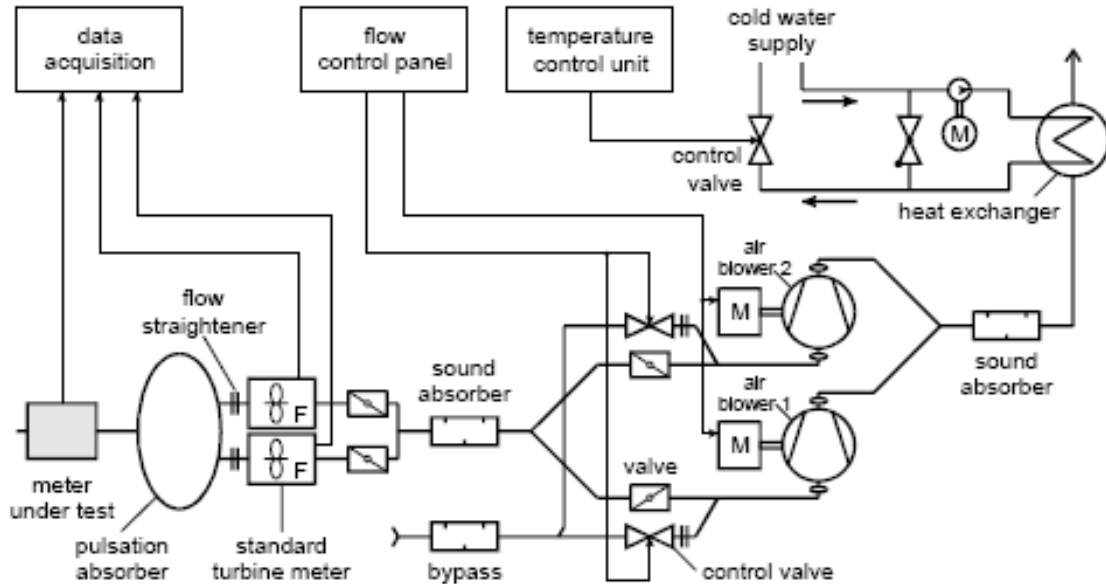 data
acquisition
flow
control panel
temperature
control unit
cold water
supply
M
control
valve
heat exchanger
air
blower 2
M
flow
straightener
sound
absorber
sound
absorber
F
air
blower 1
M
F
valve
meter
under test
pulsation
absorber
standard
turbine meter
bypass
control valve